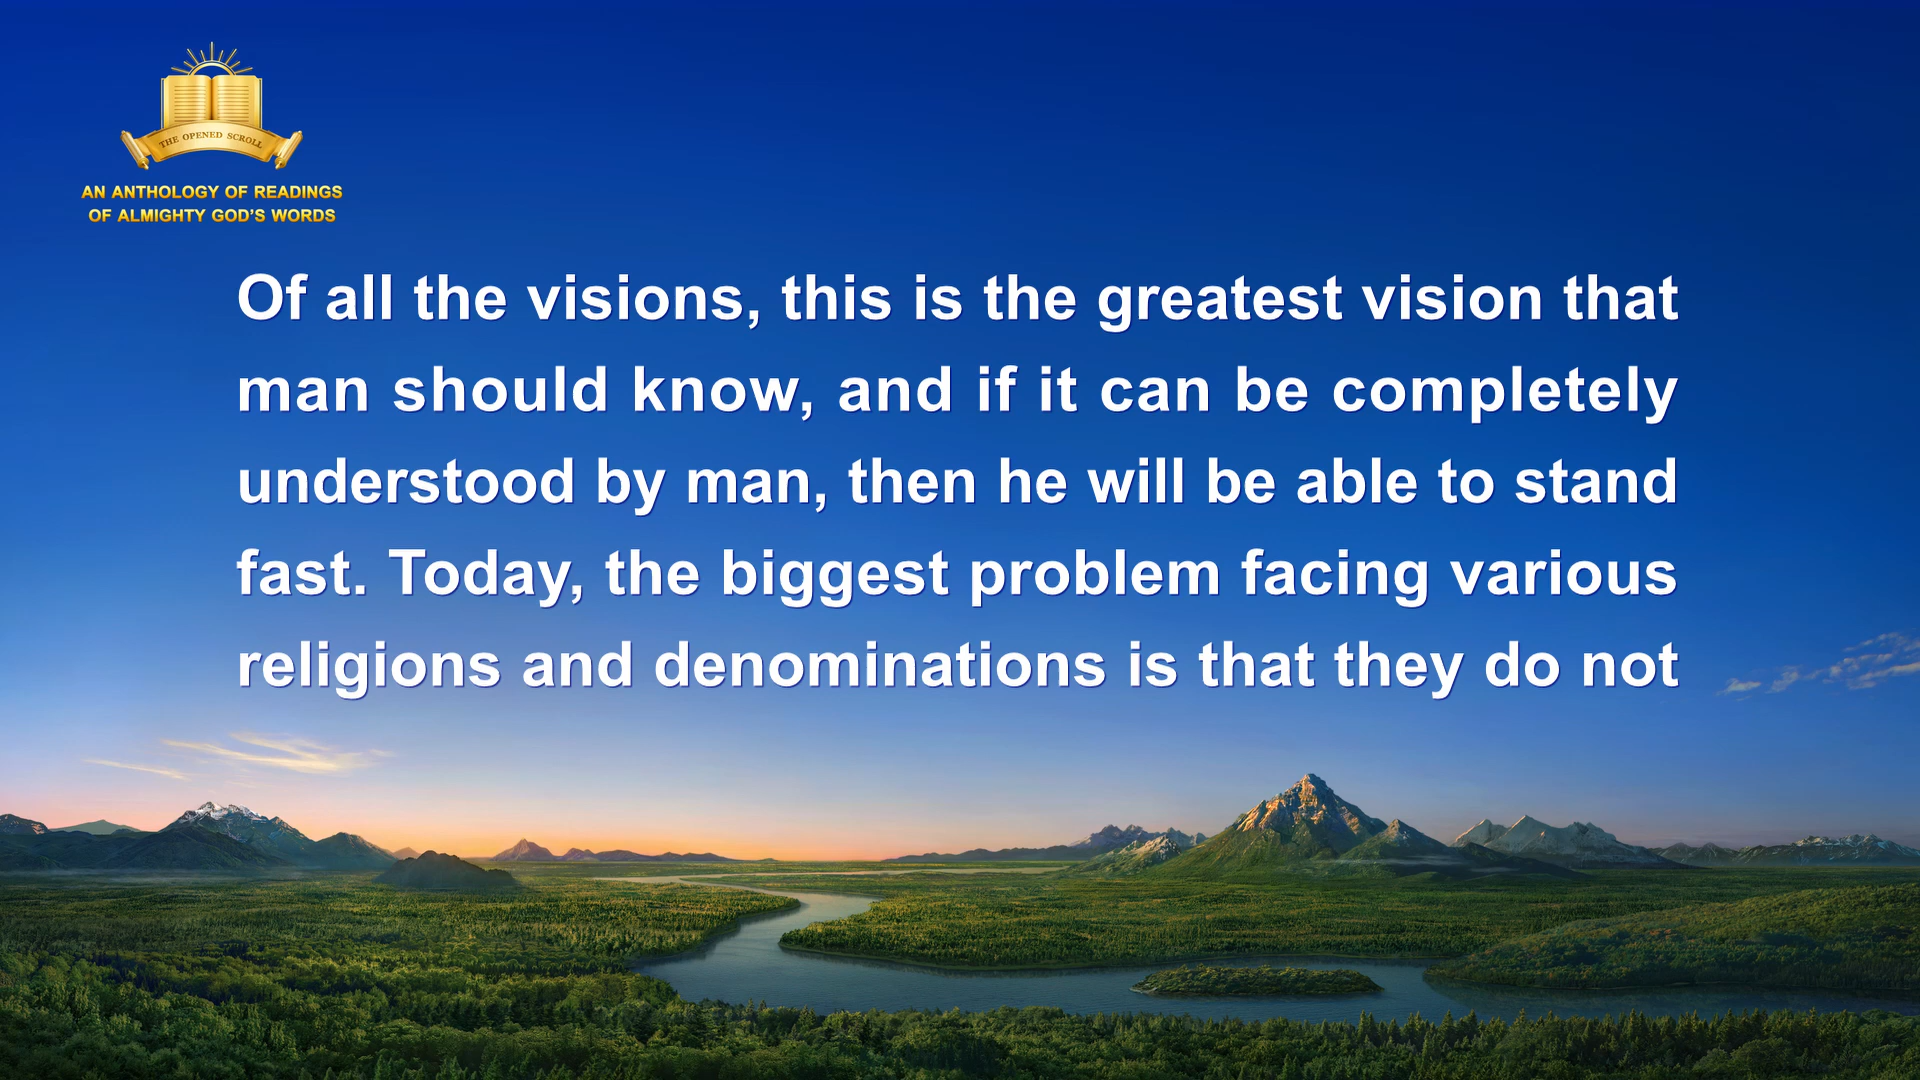 THE OPENED SCROLL
AN ANTHOLOGY OF READINGS
OF ALMIGHTY GOD'S WORDS
Of all the visions, this is the greatest vision that
man should know, and if it can be completely
understood by man, then he will be able to stand
fast. Today, the biggest problem facing various
religions and denominations is that they do not